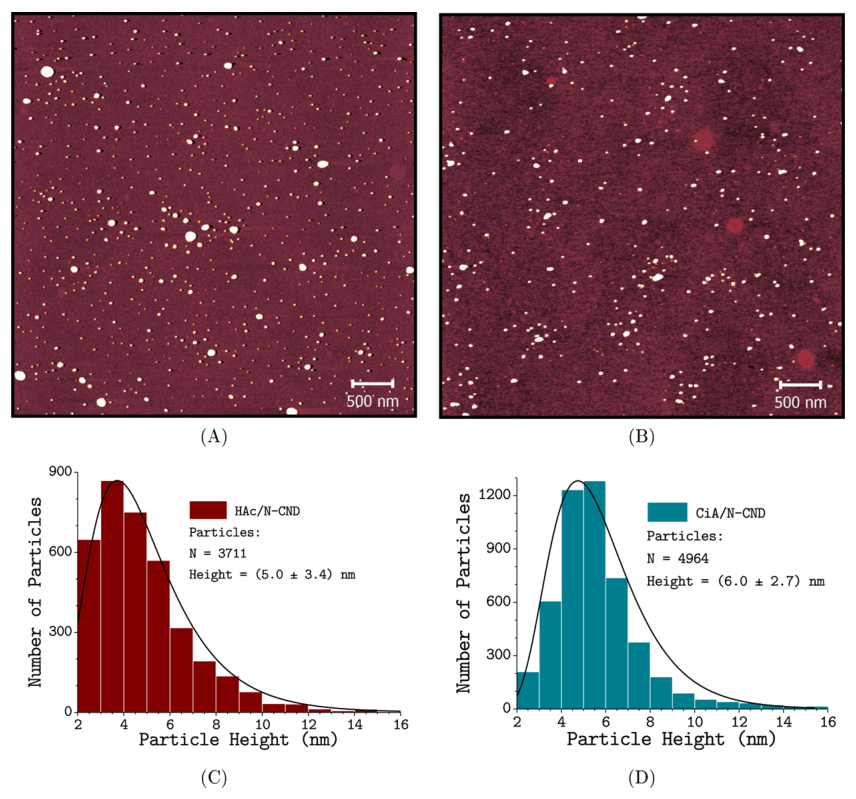 500 nm
500 nm
(A)
(B)
Number of Particles
900
600
300
0
HAc/N-CND
Particles:
N = 3711
Height = (5.0 ± 3.4) nm
2 4 6 8 10 12 14 16
Particle Height (nm)
(C)
Number of Particles
1200
900
600
300
0
CiA/N-CND
Particles:
N = 4964
Height = (6.0 ± 2.7) nm
2 4 6 8 10 12 14 16
Particle Height (nm)
(D)